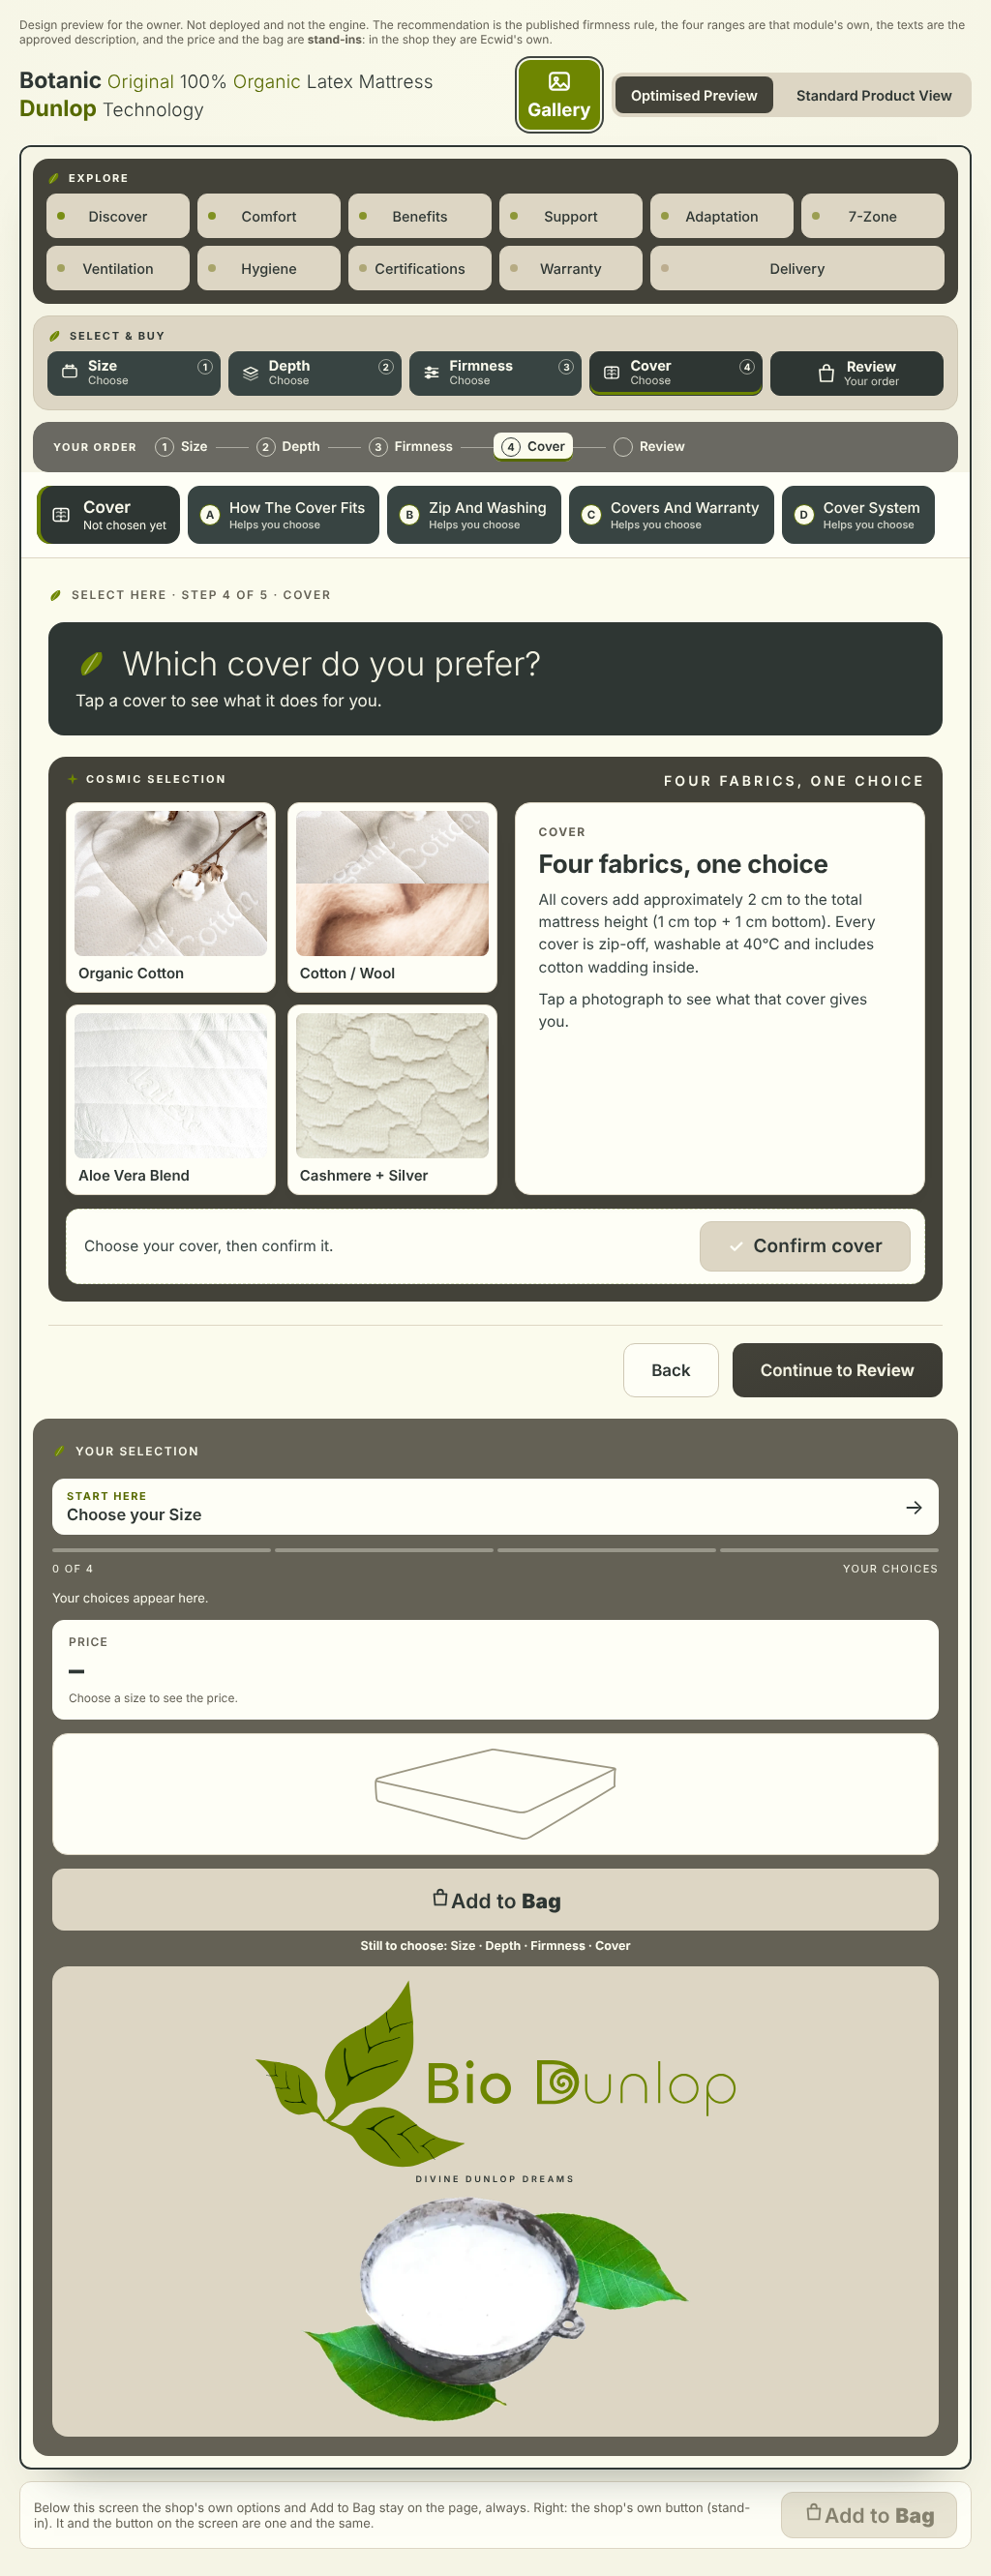 Design preview for the owner. Not deployed and not the engine. The recommendation is the published firmness rule, the four ranges are that module's own, the texts are the
approved description, and the price and the bag are stand-ins: in the shop they are Ecwid's own.
Botanic Original 100% Organic Latex Mattress
Dunlop Technology
Gallery
Optimised Preview
Standard Product View
EXPLORE
Discover
Comfort
Benefits
Support
Adaptation
7-Zone
Ventilation
Hygiene
Certifications
Warranty
Delivery
SELECT & BUY
Size
Choose
1
Depth
Choose
2
Firmness
Choose
3
Cover
Choose
4
Review
Your order
YOUR ORDER
1 Size
2 Depth
3 Firmness
4 Cover
Review
Cover
Not chosen yet
A
How The Cover Fits
Helps you choose
B
Zip And Washing
Helps you choose
C
Covers And Warranty
Helps you choose
D
Cover System
Helps you choose
SELECT HERE · STEP 4 OF 5 · COVER
Which cover do you prefer?
Tap a cover to see what it does for you.
COSMIC SELECTION
FOUR FABRICS, ONE CHOICE
Cotton
Organic Cotton
Cotton
Cotton / Wool
Aloe Vera Blend
Cashmere + Silver
COVER
Four fabrics, one choice
All covers add approximately 2 cm to the total
mattress height (1 cm top + 1 cm bottom). Every
cover is zip-off, washable at 40°C and includes
cotton wadding inside.
Tap a photograph to see what that cover gives
you.
Choose your cover, then confirm it.
Confirm cover
Back
Continue to Review
YOUR SELECTION
START HERE
Choose your Size
0 OF 4
YOUR CHOICES
Your choices appear here.
PRICE
–
Choose a size to see the price.
Add to Bag
Still to choose: Size · Depth · Firmness · Cover
Bio Dunlop
DIVINE DUNLOP DREAMS
Below this screen the shop's own options and Add to Bag stay on the page, always. Right: the shop's own button (stand-
in). It and the button on the screen are one and the same.
Add to Bag